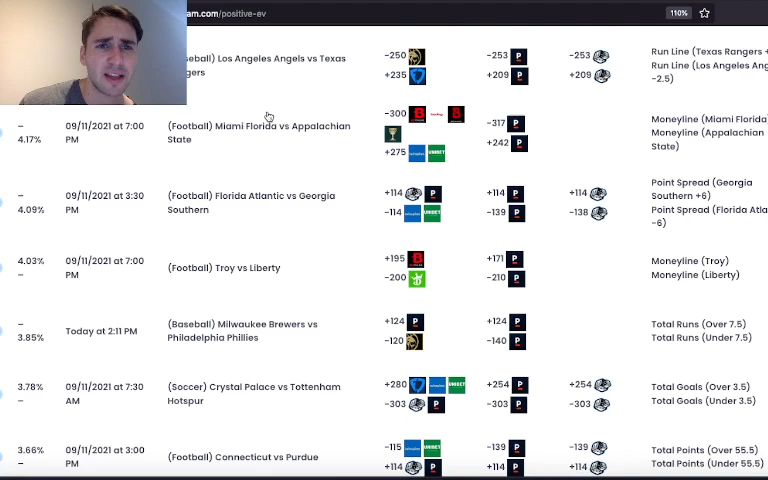 am.com/positive-ev
110%
aseball) Los Angeles Angels vs Texas
gers
-250
+235
-253
+209
-253
+209
Run Line (Texas Rangers +
Run Line (Los Angeles Ang
-2.5)
–
4.17%
09/11/2021 at 7:00
PM
(Football) Miami Florida vs Appalachian
State
-300
+275
-317
+242
Moneyline (Miami Florida)
Moneyline (Appalachian
State)
–
4.09%
09/11/2021 at 3:30
PM
(Football) Florida Atlantic vs Georgia
Southern
+114
-114
UNIBET
+114
-139
+114
-138
Point Spread (Georgia
Southern +6)
Point Spread (Florida Atla
-6)
4.03%
–
09/11/2021 at 7:00
PM
(Football) Troy vs Liberty
+195
-200
+171
-210
Moneyline (Troy)
Moneyline (Liberty)
–
3.85%
Today at 2:11 PM
(Baseball) Milwaukee Brewers vs
Philadelphia Phillies
+124
-120
+124
-140
Total Runs (Over 7.5)
Total Runs (Under 7.5)
3.78%
–
09/11/2021 at 7:30
AM
(Soccer) Crystal Palace vs Tottenham
Hotspur
+280
UNIBET
-303
+254
-303
+254
-303
Total Goals (Over 3.5)
Total Goals (Under 3.5)
3.66%
–
09/11/2021 at 3:00
PM
(Football) Connecticut vs Purdue
-115
UNIBET
+114
-139
+114
-139
+114
Total Points (Over 55.5)
Total Points (Under 55.5)